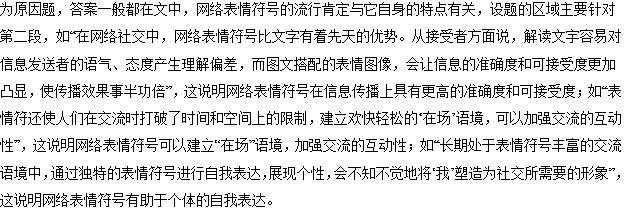 为原因题，答案一般都在文中，网络表情符号的流行肯定与它自身的特点有关，设题的区域主要针对
第二段，如“在网络社交中，网络表情符号比文字有着先天的优势。从接受者方面说，解读文字容易对
信息发送者的语气、态度产生理解偏差，而图文搭配的表情图像，会让信息的准确度和可接受度更加
凸显，使传播效果事半功倍”，这说明网络表情符号在信息传播上具有更高的准确度和可接受度；如“表
情符还使人们在交流时打破了时间和空间上的限制，建立欢快轻松的‘在场’语境，可以加强交流的互动
性”，这说明网络表情符号可以建立“在场”语境，加强交流的互动性；如“长期处于表情符号丰富的交流
语境中，通过独特的表情符号进行自我表达，展现个性，会不知不觉地将‘我’塑造为社交所需要的形象”，
这说明网络表情符号有助于个体的自我表达。